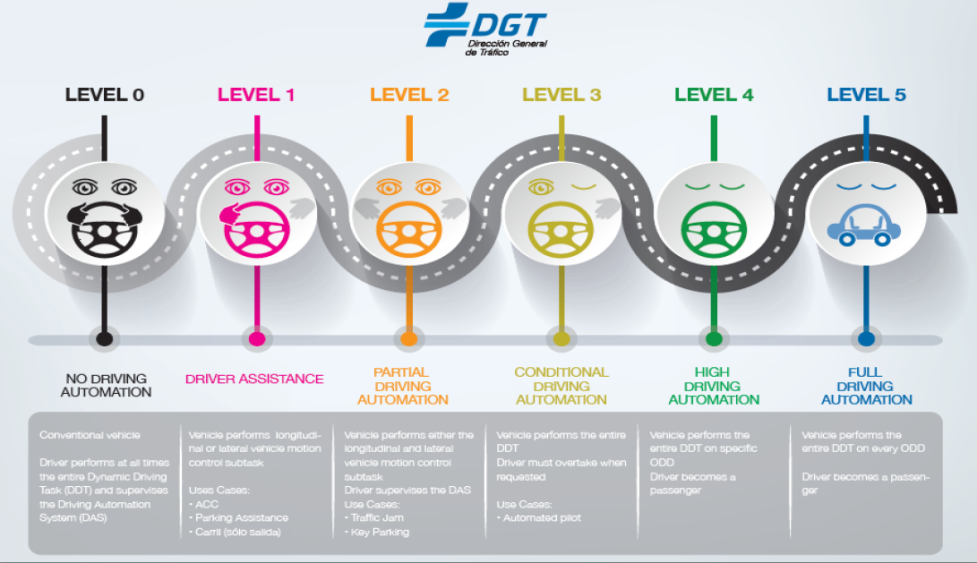 DGT
Dirección General
de Tráfico
LEVEL 0
LEVEL 1
LEVEL 2
LEVEL 3
LEVEL 4
LEVEL 5
NO DRIVING
AUTOMATION
DRIVER ASSISTANCE
PARTIAL
DRIVING
AUTOMATION
CONDITIONAL
DRIVING
AUTOMATION
HIGH
DRIVING
AUTOMATION
FULL
DRIVING
AUTOMATION
Conventional vehicle
Driver performs at all times
the entire Dynamic Driving
Task (DDT) and supervises
the Driving Automation
System (DAS)
Vehicle performs longitudi-
nal or lateral vehicle motion
control subtask
Uses Cases:
• ACC
• Parking Assistance
• Carril (sólo salida)
Vehicle performs either the
longitudinal and lateral
vehicle motion control
subtask
Driver supervises the DAS
Use Cases:
• Traffic Jam
• Key Parking
Vehicle performs the entire
DDT
Driver must overtake when
requested
Use Cases:
• Automated pilot
Vehicle performs the
entire DDT on specific
ODD
Driver becomes a
passenger
Vehicle performs the
entire DDT on every ODD
Driver becomes a passen-
ger